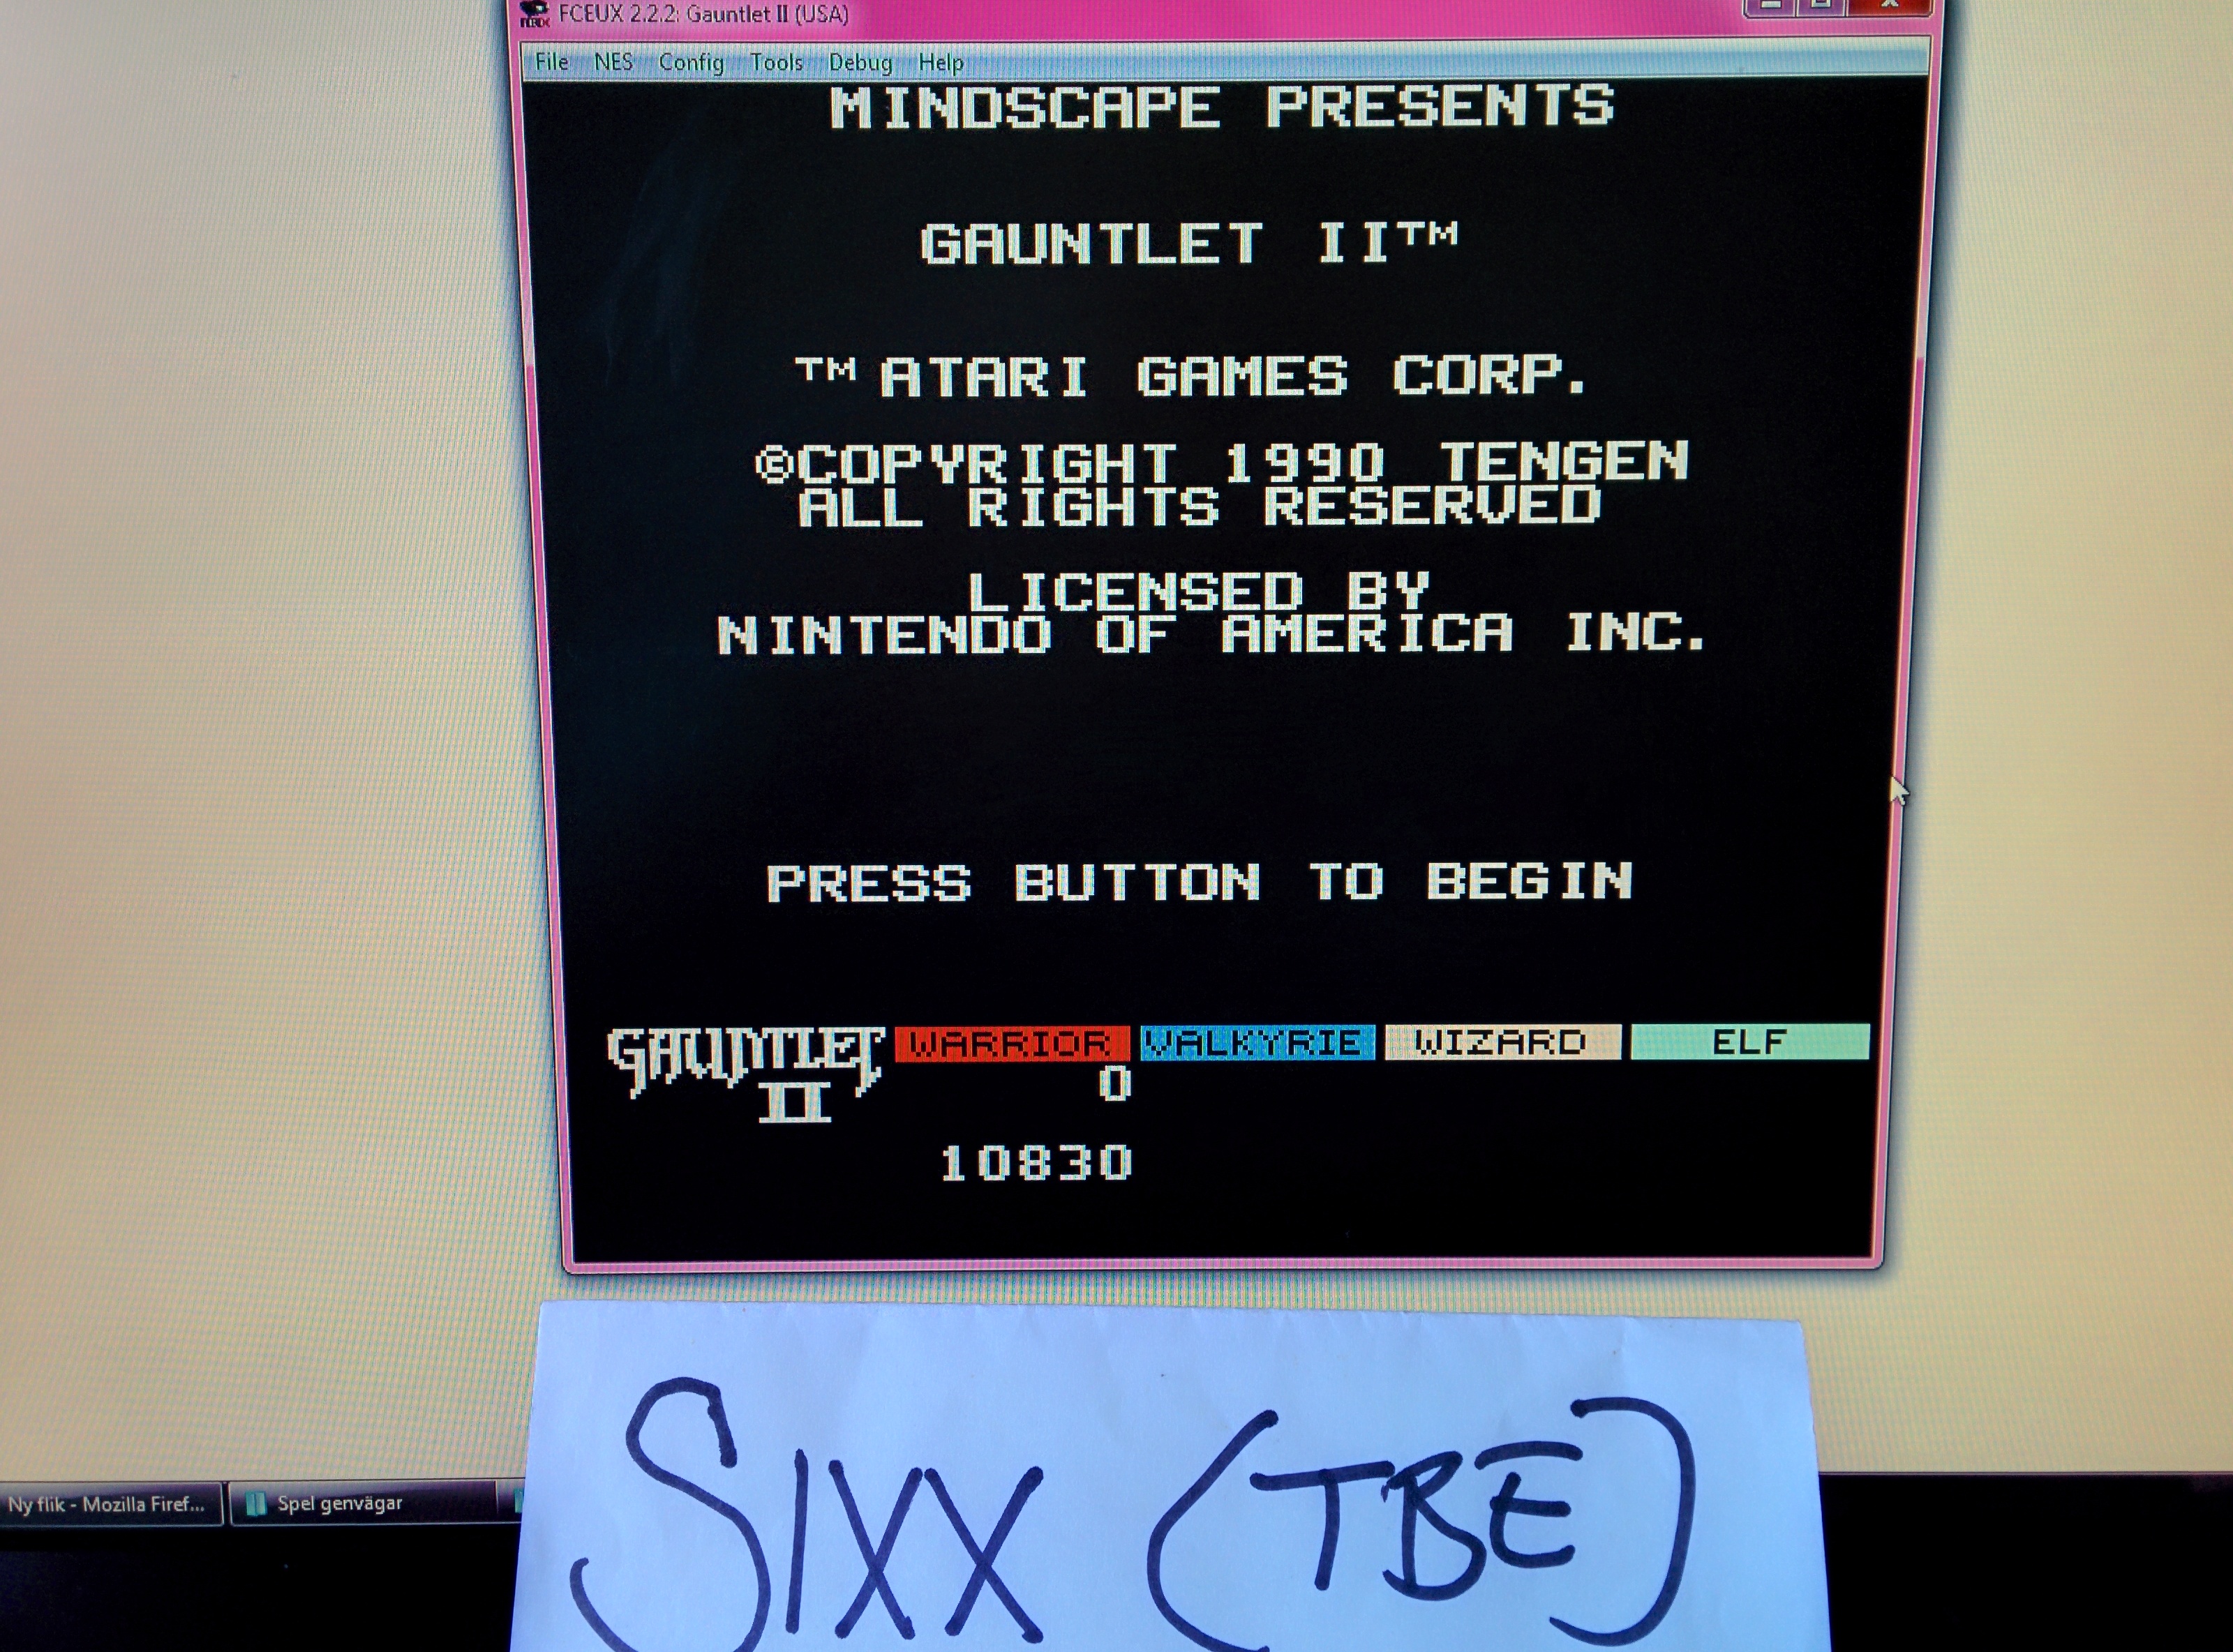 FCEUX 2.2.2: Gauntlet II (USA)
File NES Config Tools Debug Help
MINDSCAPE PRESENTS
GAUNTLET II™
™ ATARI GAMES CORP.
©COPYRIGHT 1990 TENGEN
ALL RIGHTS RESERVED
LICENSED BY
NINTENDO OF AMERICA INC.
PRESS BUTTON TO BEGIN
GAUNTLET WARRIOR VALKYRIE WIZARD ELF
II 0
10830
Ny flik - Mozilla Firef... Spel genvägar
SIXX (TBE)